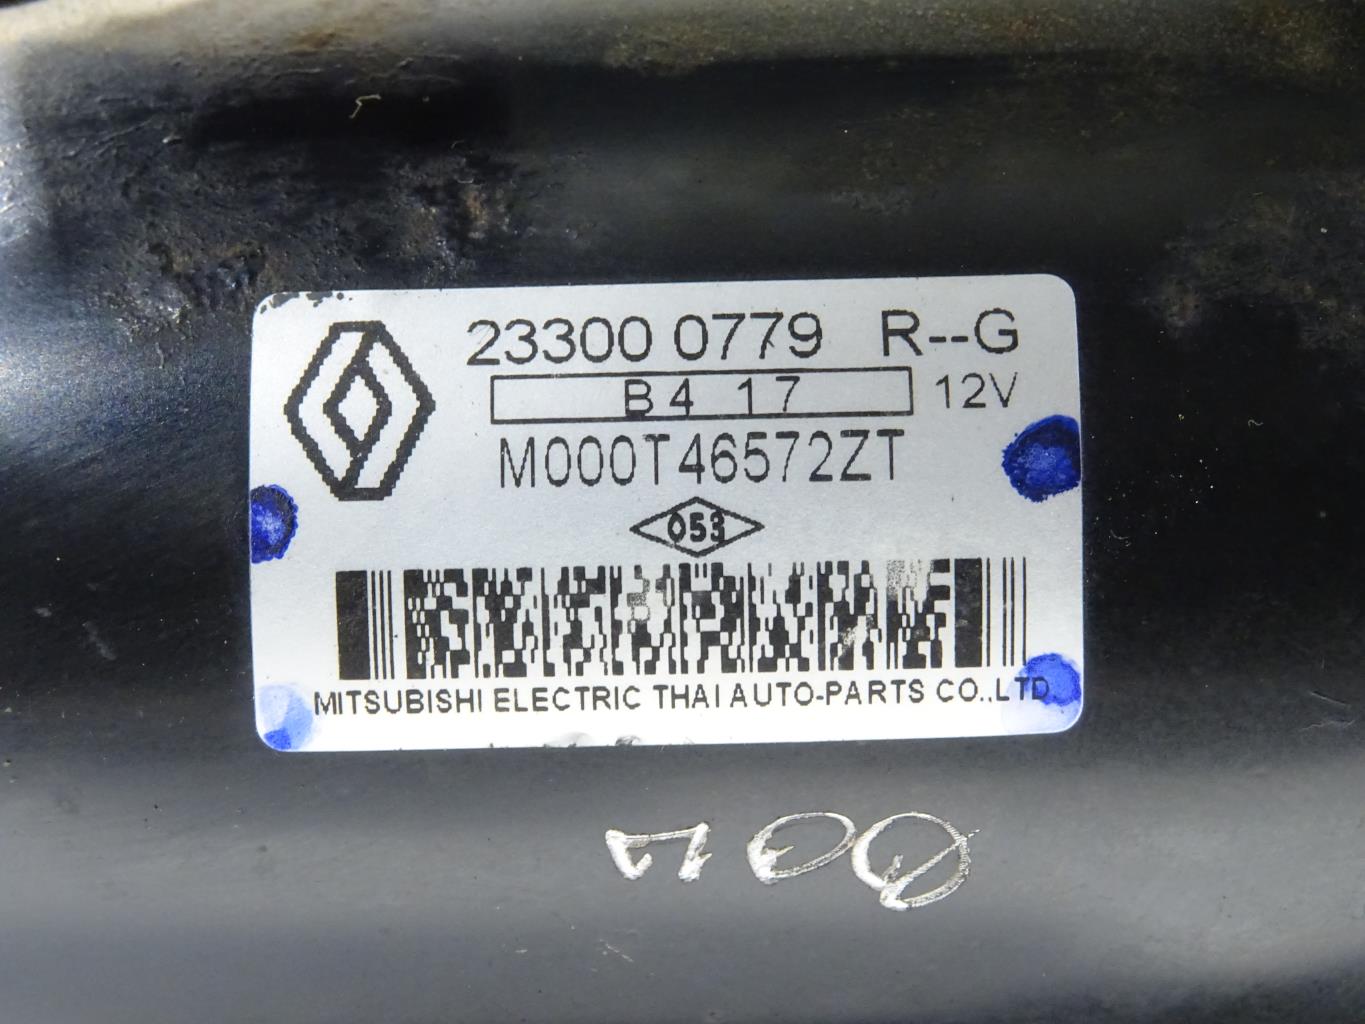 23300 0779 R--G
B4 17 12V
M000T46572ZT
053
MITSUBISHI ELECTRIC THAI AUTO-PARTS CO.,LTD.